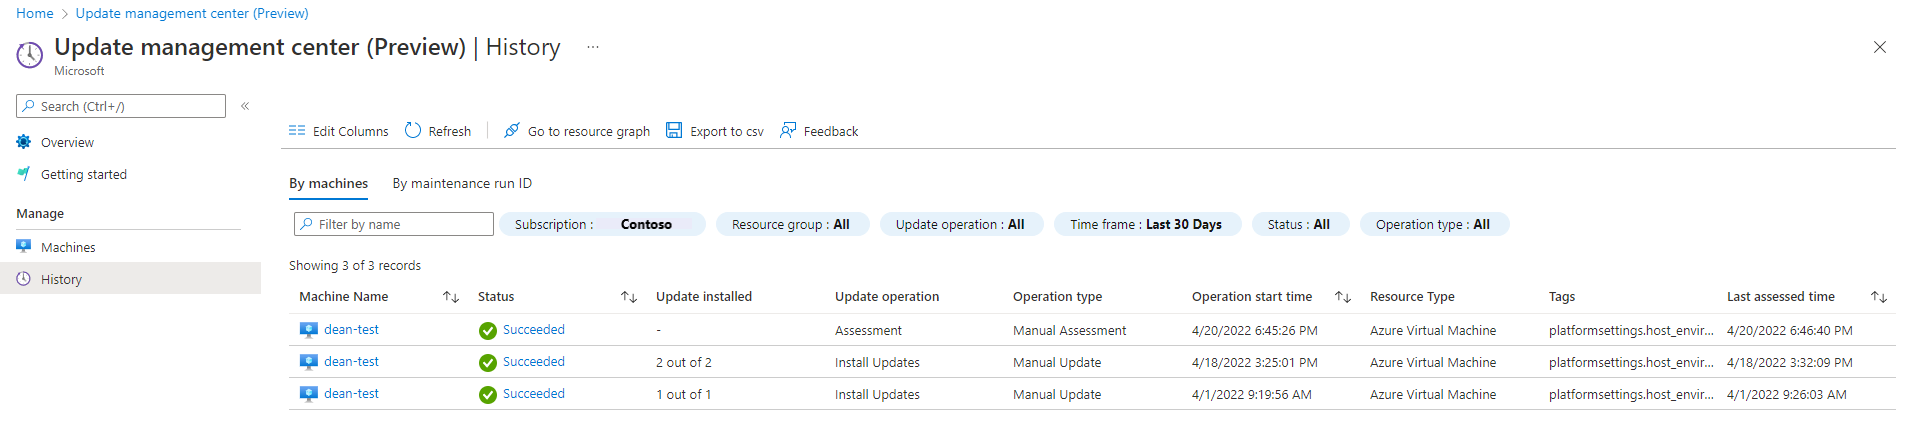 Home > Update management center (Preview)
Update management center (Preview) | History ...
Microsoft
Search (Ctrl+/) «
Overview
Getting started
Manage
Machines
History
Edit Columns Refresh Go to resource graph Export to csv Feedback
By machines By maintenance run ID
Filter by name Subscription : Contoso Resource group : All Update operation : All Time frame : Last 30 Days Status : All Operation type : All
Showing 3 of 3 records
Machine Name Status Update installed Update operation Operation type Operation start time Resource Type Tags Last assessed time
dean-test Succeeded - Assessment Manual Assessment 4/20/2022 6:45:26 PM Azure Virtual Machine platformsettings.host_envir... 4/20/2022 6:46:40 PM
dean-test Succeeded 2 out of 2 Install Updates Manual Update 4/18/2022 3:25:01 PM Azure Virtual Machine platformsettings.host_envir... 4/18/2022 3:32:09 PM
dean-test Succeeded 1 out of 1 Install Updates Manual Update 4/1/2022 9:19:56 AM Azure Virtual Machine platformsettings.host_envir... 4/1/2022 9:26:03 AM